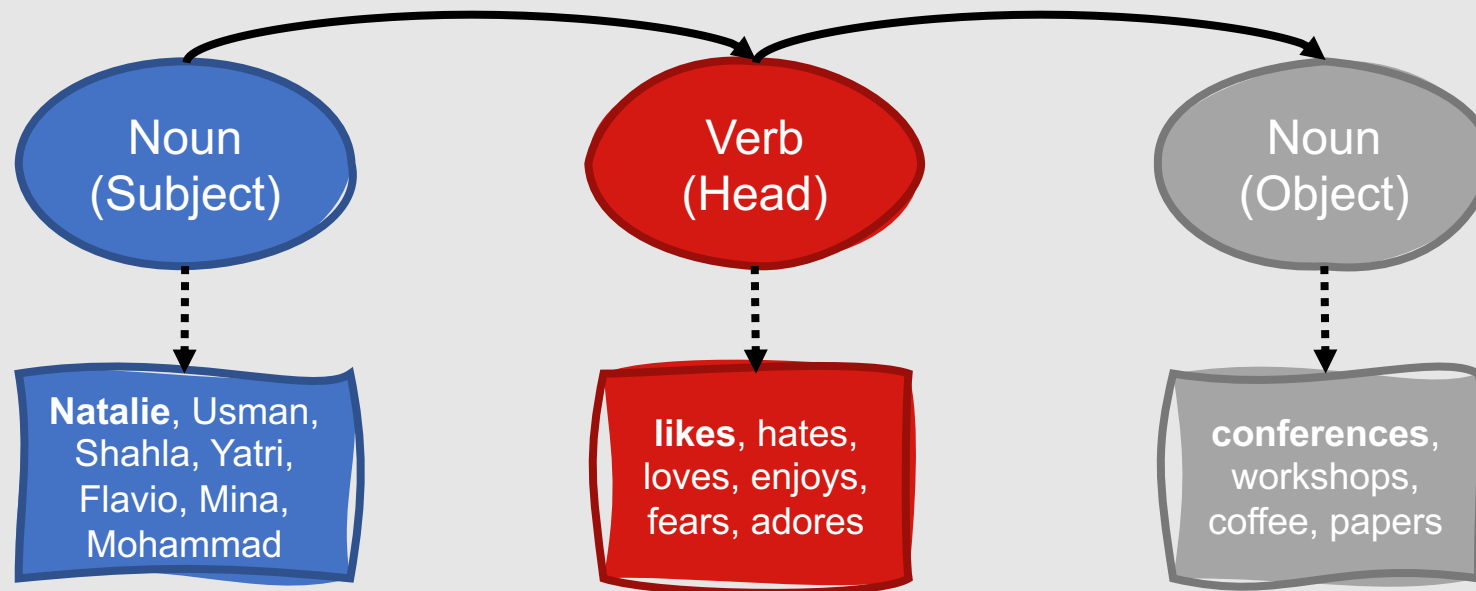 Noun
(Subject)
Verb
(Head)
Noun
(Object)
Natalie, Usman,
Shahla, Yatri,
Flavio, Mina,
Mohammad
likes, hates,
loves, enjoys,
fears, adores
conferences,
workshops,
coffee, papers